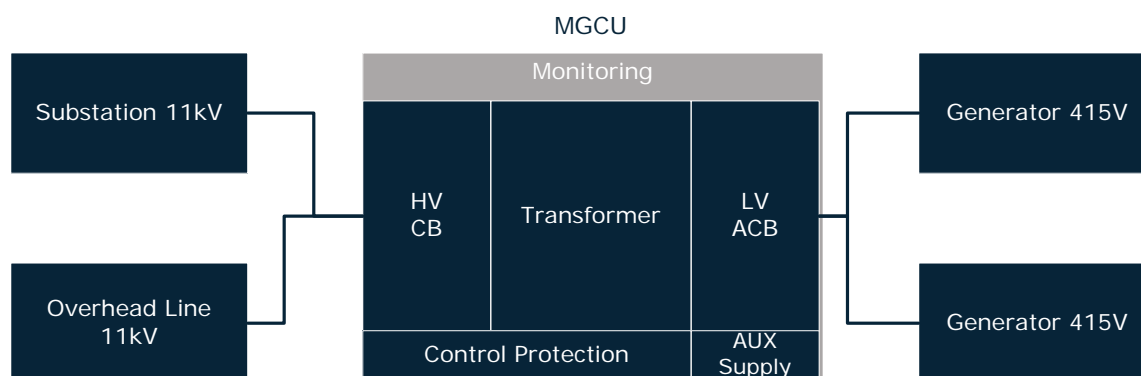 MGCU
Monitoring
Substation 11kV
Generator 415V
HV
CB
Transformer
LV
ACB
Overhead Line
11kV
Generator 415V
Control Protection
AUX
Supply